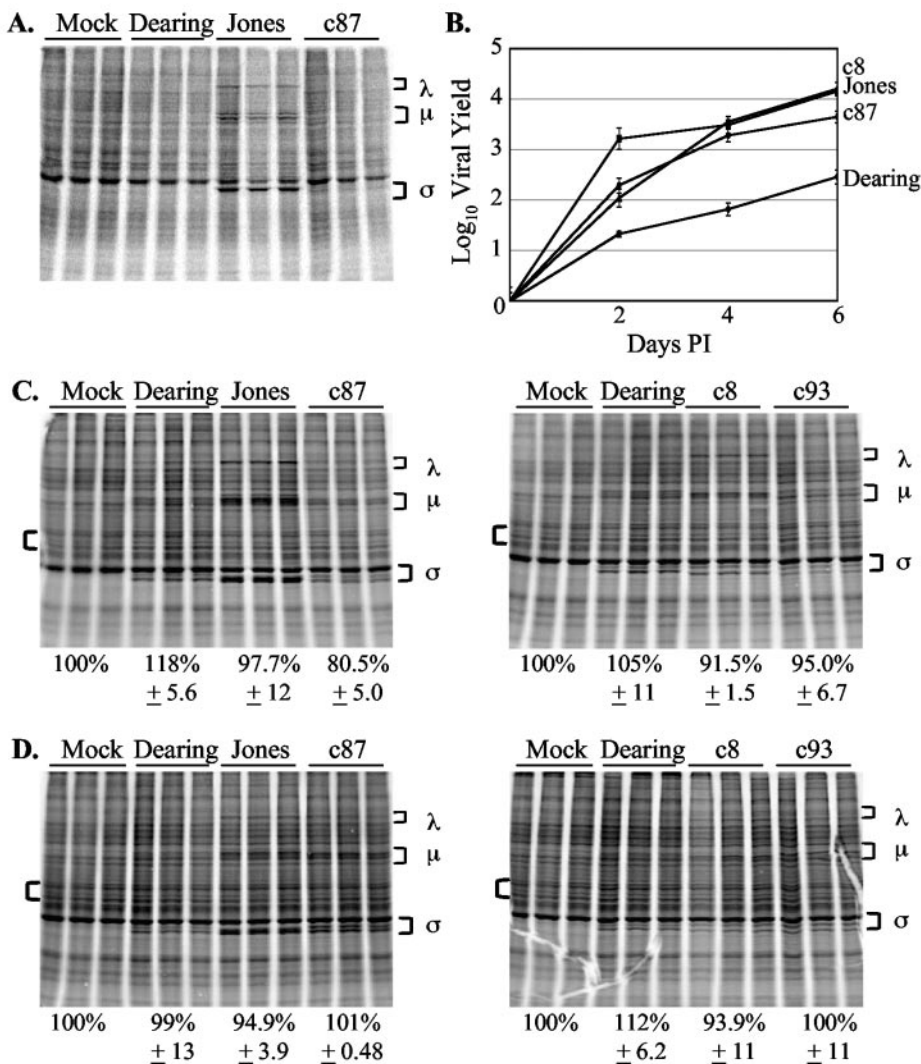 A.
Mock Dearing Jones c87
λ
μ
σ
B.
Log10 Viral Yield
5
4
3
2
1
0
2 4 6
Days PI
c8
Jones
c87
Dearing
C.
Mock Dearing Jones c87
λ
μ
σ
100% 118% 97.7% 80.5%
± 5.6 ± 12 ± 5.0
Mock Dearing c8 c93
λ
μ
σ
100% 105% 91.5% 95.0%
± 11 ± 1.5 ± 6.7
D.
Mock Dearing Jones c87
λ
μ
σ
100% 99% 94.9% 101%
± 13 ± 3.9 ± 0.48
Mock Dearing c8 c93
λ
μ
σ
100% 112% 93.9% 100%
± 6.2 ± 11 ± 11